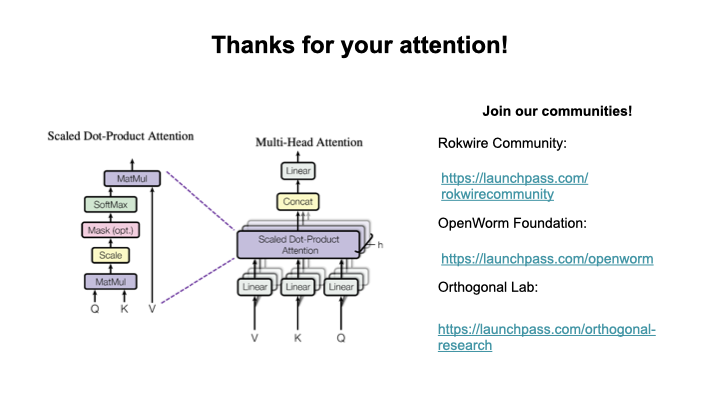 Thanks for your attention!
Scaled Dot-Product Attention
MatMul
SoftMax
Mask (opt.)
Scale
MatMul
Q K V
Multi-Head Attention
Linear
Concat
Scaled Dot-Product
Attention
h
Linear Linear Linear
V K Q
Join our communities!
Rokwire Community:
https://launchpass.com/
rokwirecommunity
OpenWorm Foundation:
https://launchpass.com/openworm
Orthogonal Lab:
https://launchpass.com/orthogonal-
research